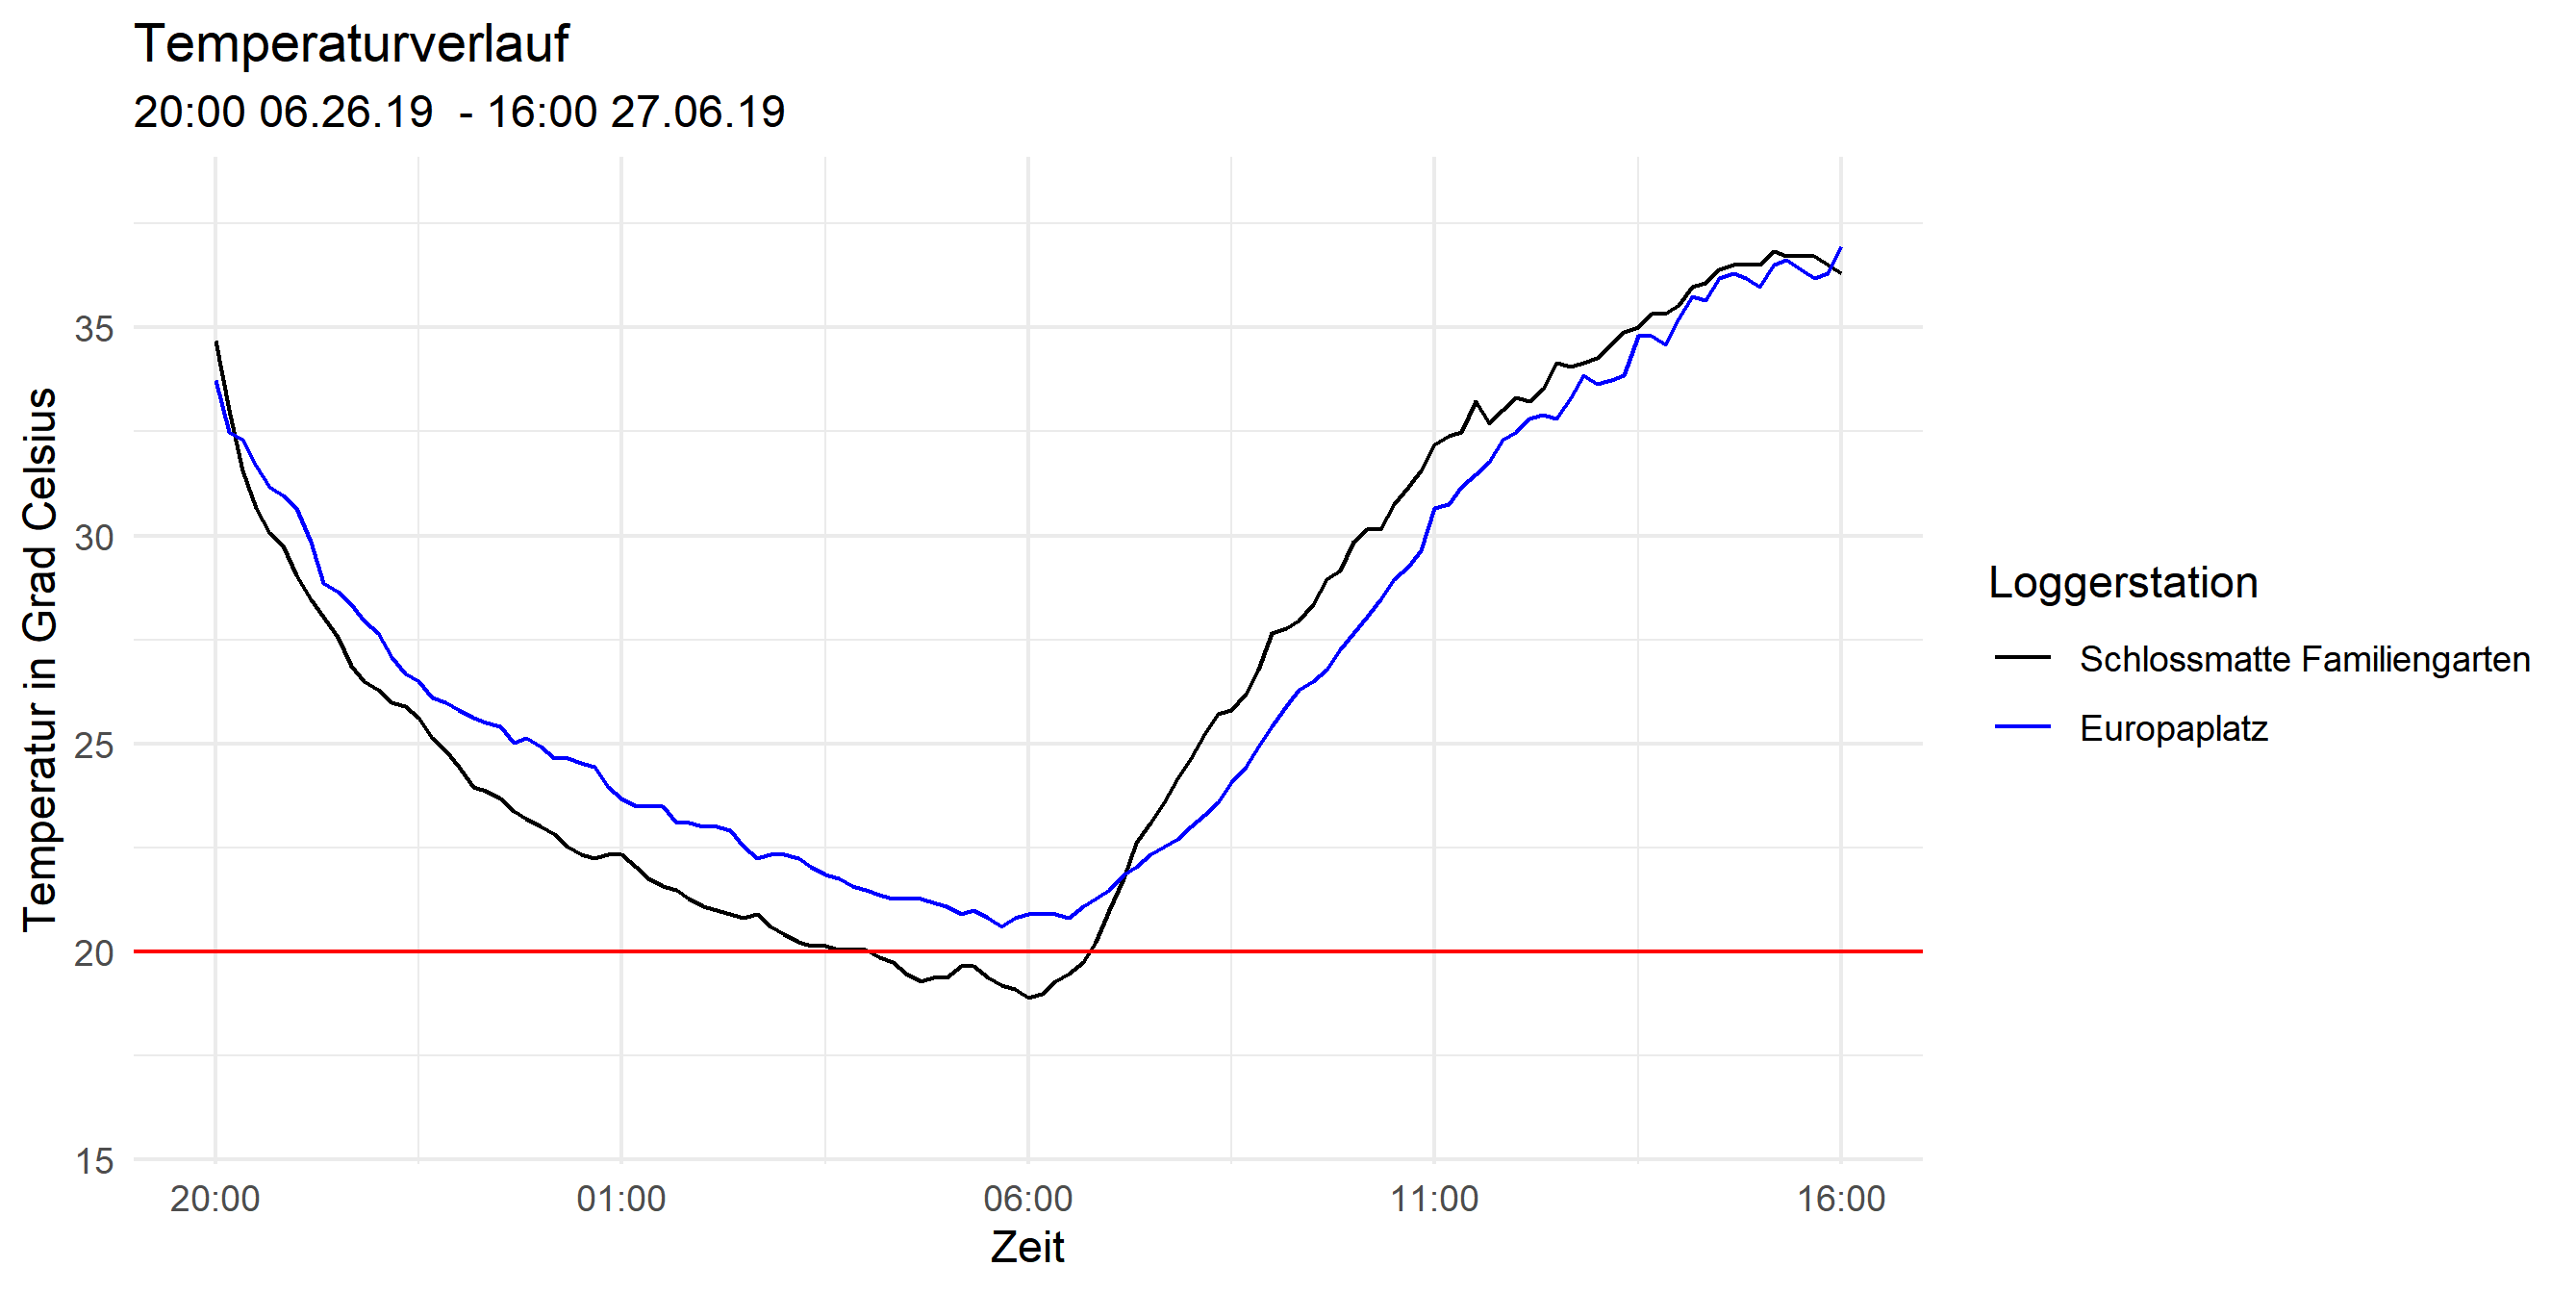 Temperaturverlauf
20:00 06.26.19  - 16:00 27.06.19
Temperatur in Grad Celsius
35
30
25
20
15
20:00 01:00 06:00 11:00 16:00
Zeit
Loggerstation
Schlossmatte Familiengarten
Europaplatz